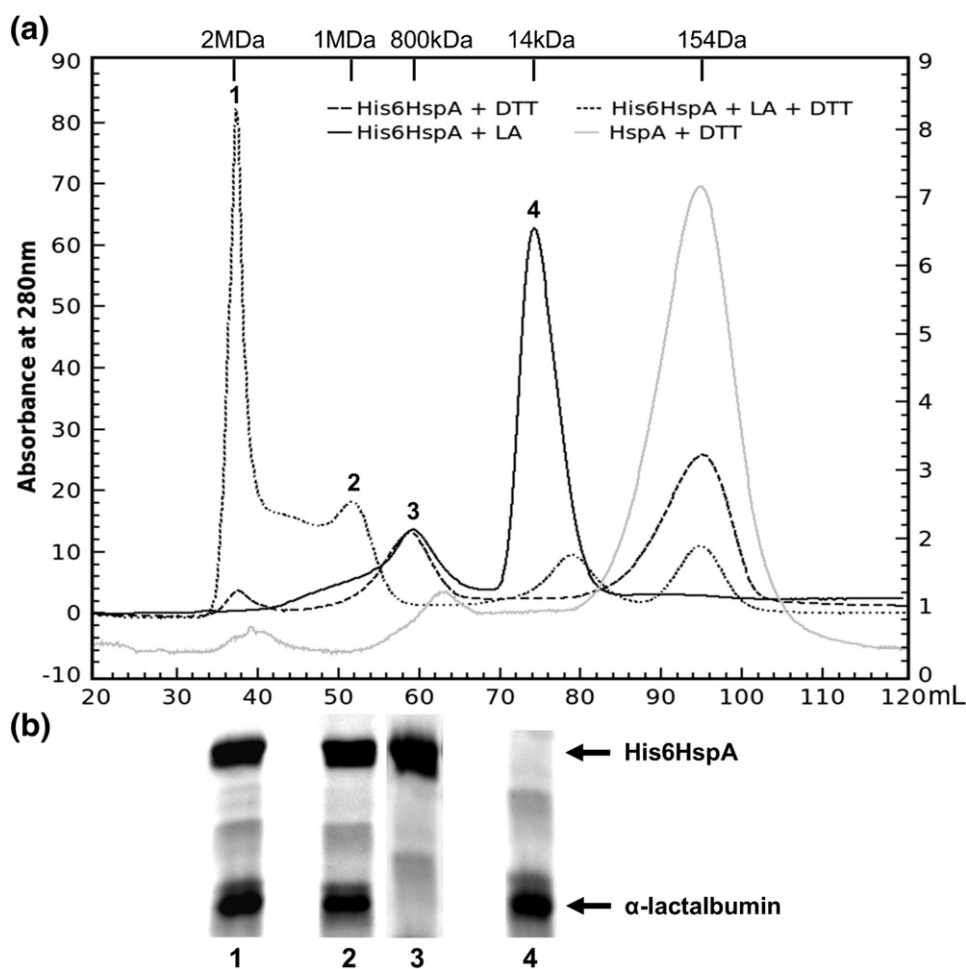 (a)
2MDa 1MDa 800kDa 14kDa 154Da
90 9
1
His6HspA + DTT His6HspA + LA + DTT
His6HspA + LA HspA + DTT
80 8
70 7
4
60 6
50 5
Absorbance at 280nm
40 4
30 3
20 2
2
3
10 1
0
-10 0
20 30 40 50 60 70 80 90 100 110 120mL
(b)
His6HspA
α-lactalbumin
1 2 3 4